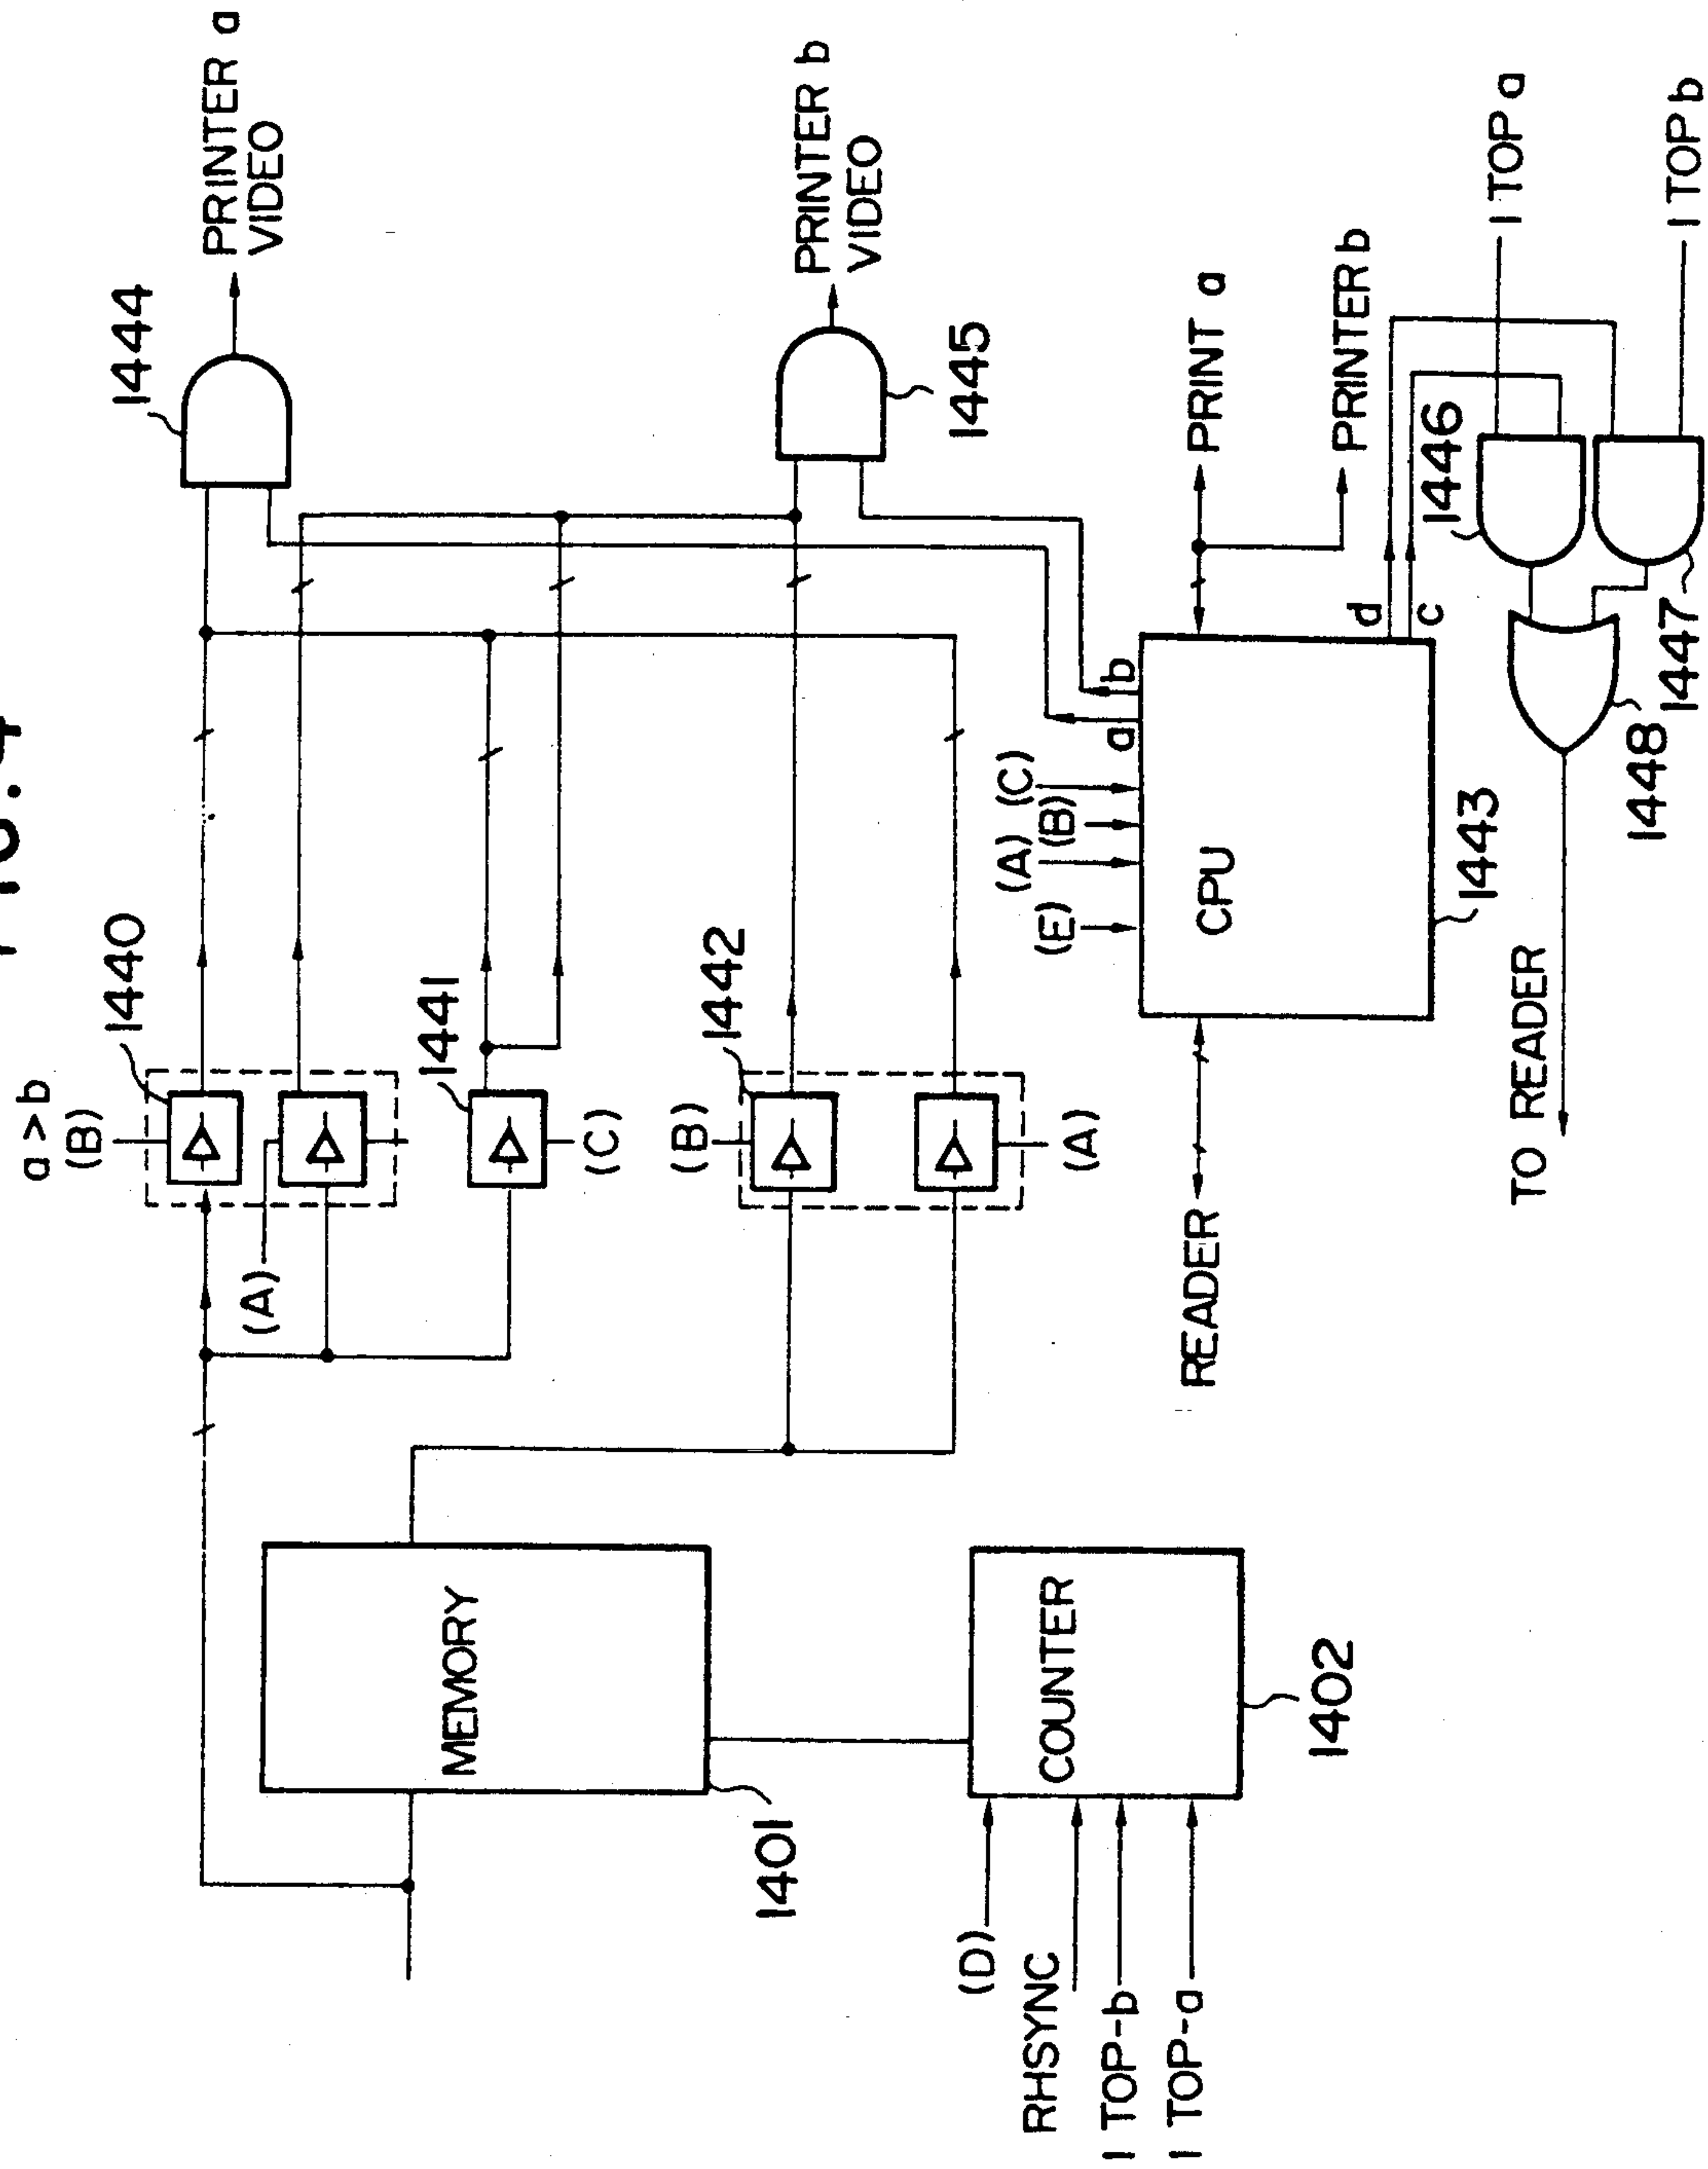 a > b
(B)
1440
(A)
1441
(C)
(B)
1442
(A)
1444
PRINTER a
VIDEO
PRINTER b
VIDEO
1445
MEMORY
1401
COUNTER
1402
(D)
RHSYNC
I TOP-b
I TOP-a
(E)
(A)
(B)
(C)
a
b
d
c
CPU
1443
READER
PRINT a
PRINTER b
1446
1447
1448
I TOP a
I TOP b
TO READER